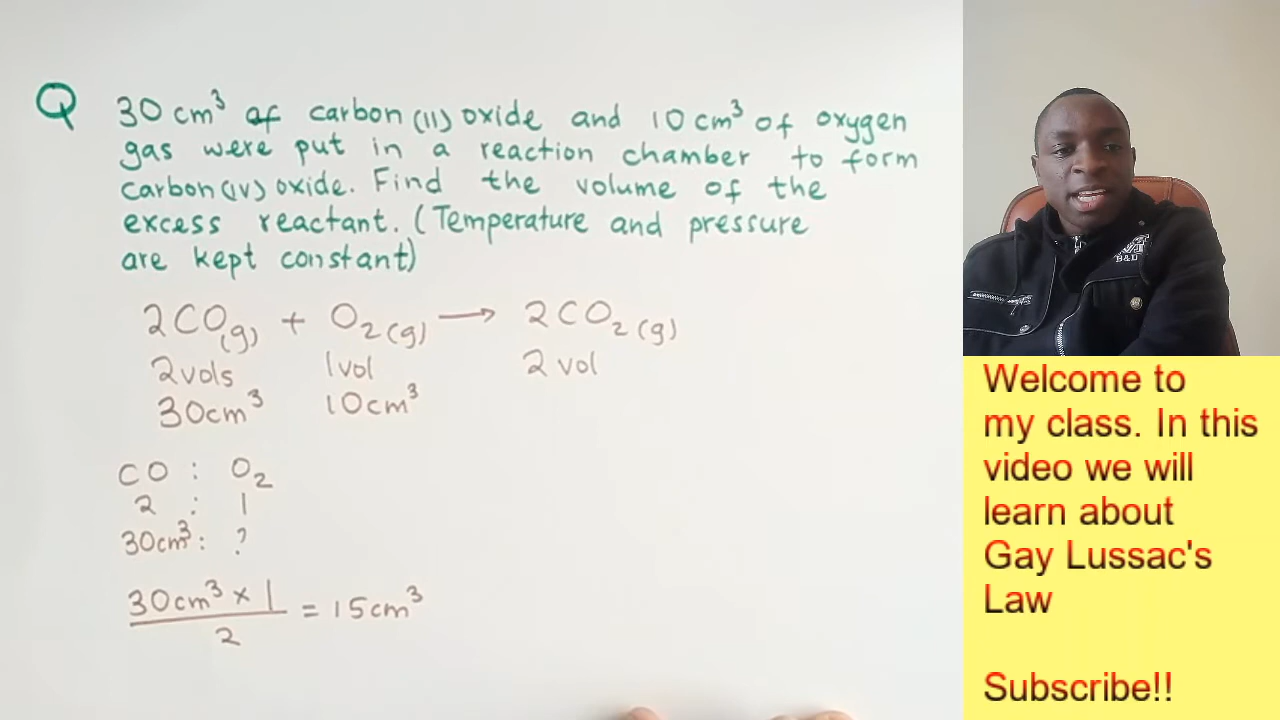 Q 30 cm³ of carbon (II) oxide and 10 cm³ of oxygen
gas were put in a reaction chamber to form
carbon (IV) oxide. Find the volume of the
excess reactant. (Temperature and pressure
are kept constant)
2CO(g) + O₂(g) → 2CO₂(g)
2vols 1vol 2 vol
30cm³ 10cm³
CO : O₂
2 : 1
30cm³ : ?
30cm³ × 1
= 15cm³
2
B&D
Welcome to
my class. In this
video we will
learn about
Gay Lussac's
Law
Subscribe!!